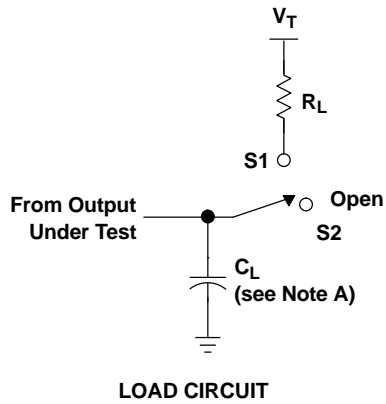 V_T
R_L
S1
Open
From Output
Under Test
S2
C_L
(see Note A)
LOAD CIRCUIT